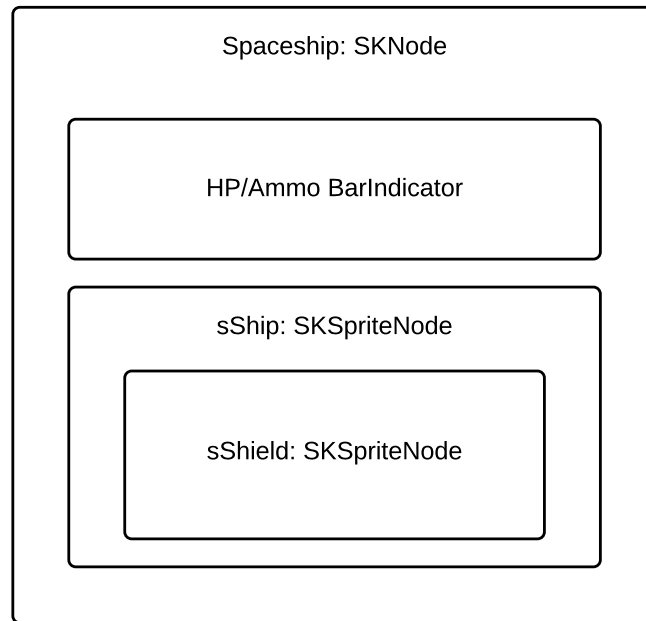 Spaceship: SKNode
HP/Ammo BarIndicator
sShip: SKSpriteNode
sShield: SKSpriteNode